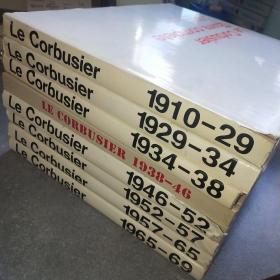 Le Corbusier 1910–29
Le Corbusier 1929–34
Le Corbusier 1934–38
LE CORBUSIER 1938-46
Le Corbusier 1946–52
Le Corbusier 1952–57
Le Corbusier 1957–65
Le Corbusier 1965–69